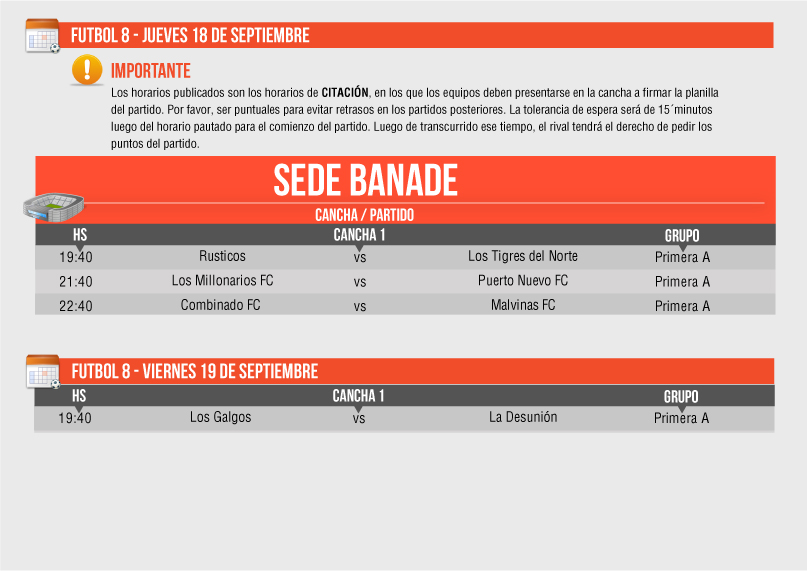 FUTBOL 8 - JUEVES 18 DE SEPTIEMBRE
IMPORTANTE
Los horarios publicados son los horarios de CITACIÓN, en los que los equipos deben presentarse en la cancha a firmar la planilla
del partido. Por favor, ser puntuales para evitar retrasos en los partidos posteriores. La tolerancia de espera será de 15´minutos
luego del horario pautado para el comienzo del partido. Luego de transcurrido ese tiempo, el rival tendrá el derecho de pedir los
puntos del partido.
SEDE BANADE
CANCHA / PARTIDO
HS CANCHA 1 GRUPO
19:40 Rusticos vs Los Tigres del Norte Primera A
21:40 Los Millonarios FC vs Puerto Nuevo FC Primera A
22:40 Combinado FC vs Malvinas FC Primera A
FUTBOL 8 - VIERNES 19 DE SEPTIEMBRE
HS CANCHA 1 GRUPO
19:40 Los Galgos vs La Desunión Primera A